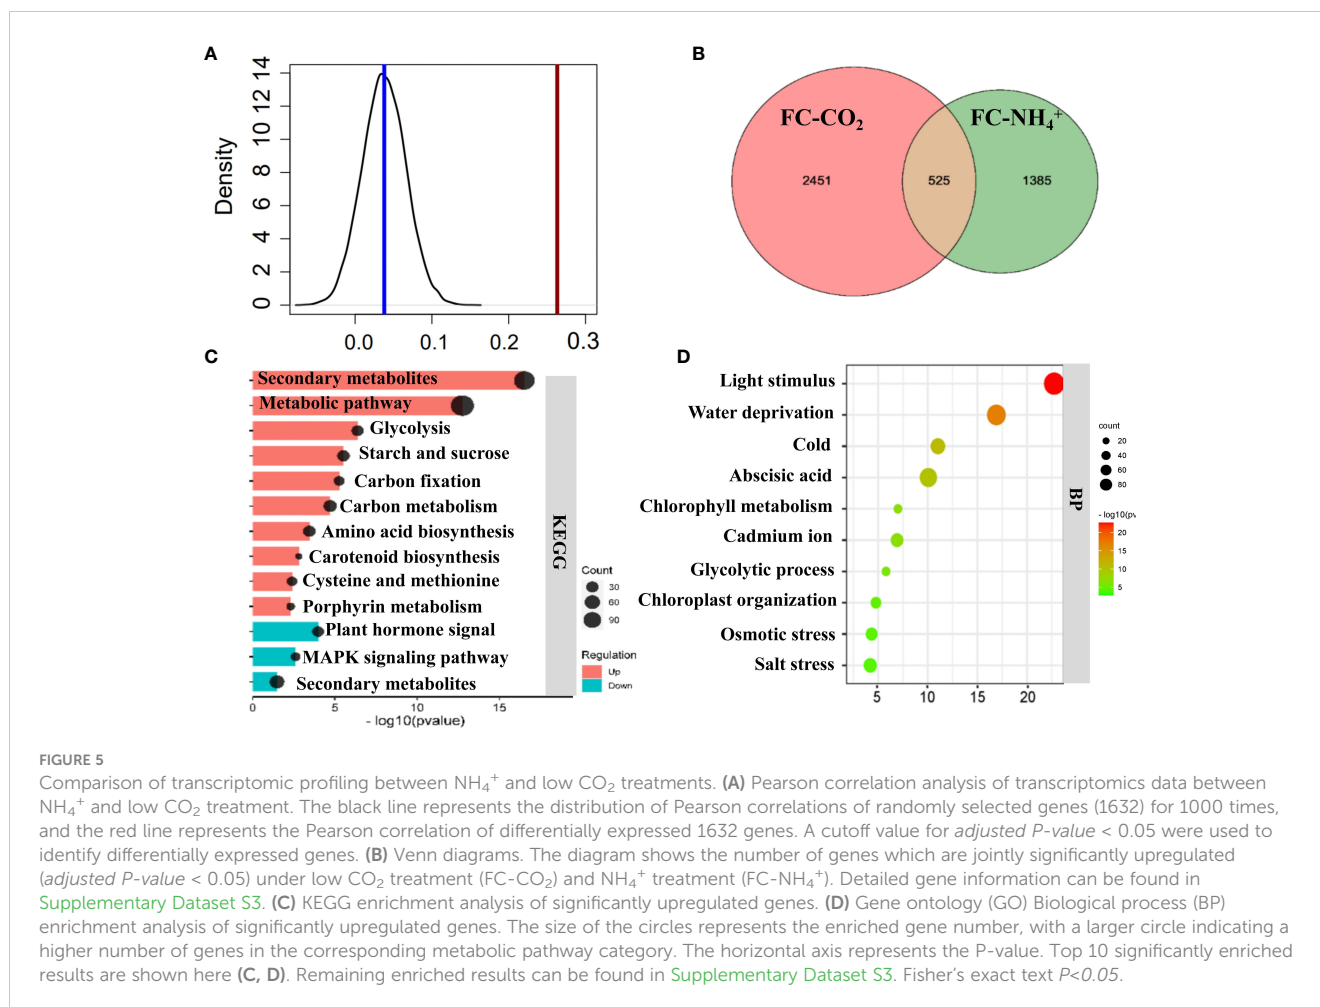 A
Density
0 2 4 6 8 10 12 14
0.0 0.1 0.2 0.3
B
FC-CO₂
FC-NH₄⁺
2451
525
1385
C
Secondary metabolites
Metabolic pathway
Glycolysis
Starch and sucrose
Carbon fixation
Carbon metabolism
Amino acid biosynthesis
Carotenoid biosynthesis
Cysteine and methionine
Porphyrin metabolism
Plant hormone signal
MAPK signaling pathway
Secondary metabolites
0 5 10 15
- log10(pvalue)
KEGG
Count
30
60
90
Regulation
Up
Down
D
Light stimulus
Water deprivation
Cold
Abscisic acid
Chlorophyll metabolism
Cadmium ion
Glycolytic process
Chloroplast organization
Osmotic stress
Salt stress
5 10 15 20
BP
count
20
40
60
80
- log10(pv
20
15
10
5
FIGURE 5
Comparison of transcriptomic profiling between NH₄⁺ and low CO₂ treatments. (A) Pearson correlation analysis of transcriptomics data between
NH₄⁺ and low CO₂ treatment. The black line represents the distribution of Pearson correlations of randomly selected genes (1632) for 1000 times,
and the red line represents the Pearson correlation of differentially expressed 1632 genes. A cutoff value for adjusted P-value < 0.05 were used to
identify differentially expressed genes. (B) Venn diagrams. The diagram shows the number of genes which are jointly significantly upregulated
(adjusted P-value < 0.05) under low CO₂ treatment (FC-CO₂) and NH₄⁺ treatment (FC-NH₄⁺). Detailed gene information can be found in
Supplementary Dataset S3. (C) KEGG enrichment analysis of significantly upregulated genes. (D) Gene ontology (GO) Biological process (BP)
enrichment analysis of significantly upregulated genes. The size of the circles represents the enriched gene number, with a larger circle indicating a
higher number of genes in the corresponding metabolic pathway category. The horizontal axis represents the P-value. Top 10 significantly enriched
results are shown here (C, D). Remaining enriched results can be found in Supplementary Dataset S3. Fisher's exact text P<0.05.